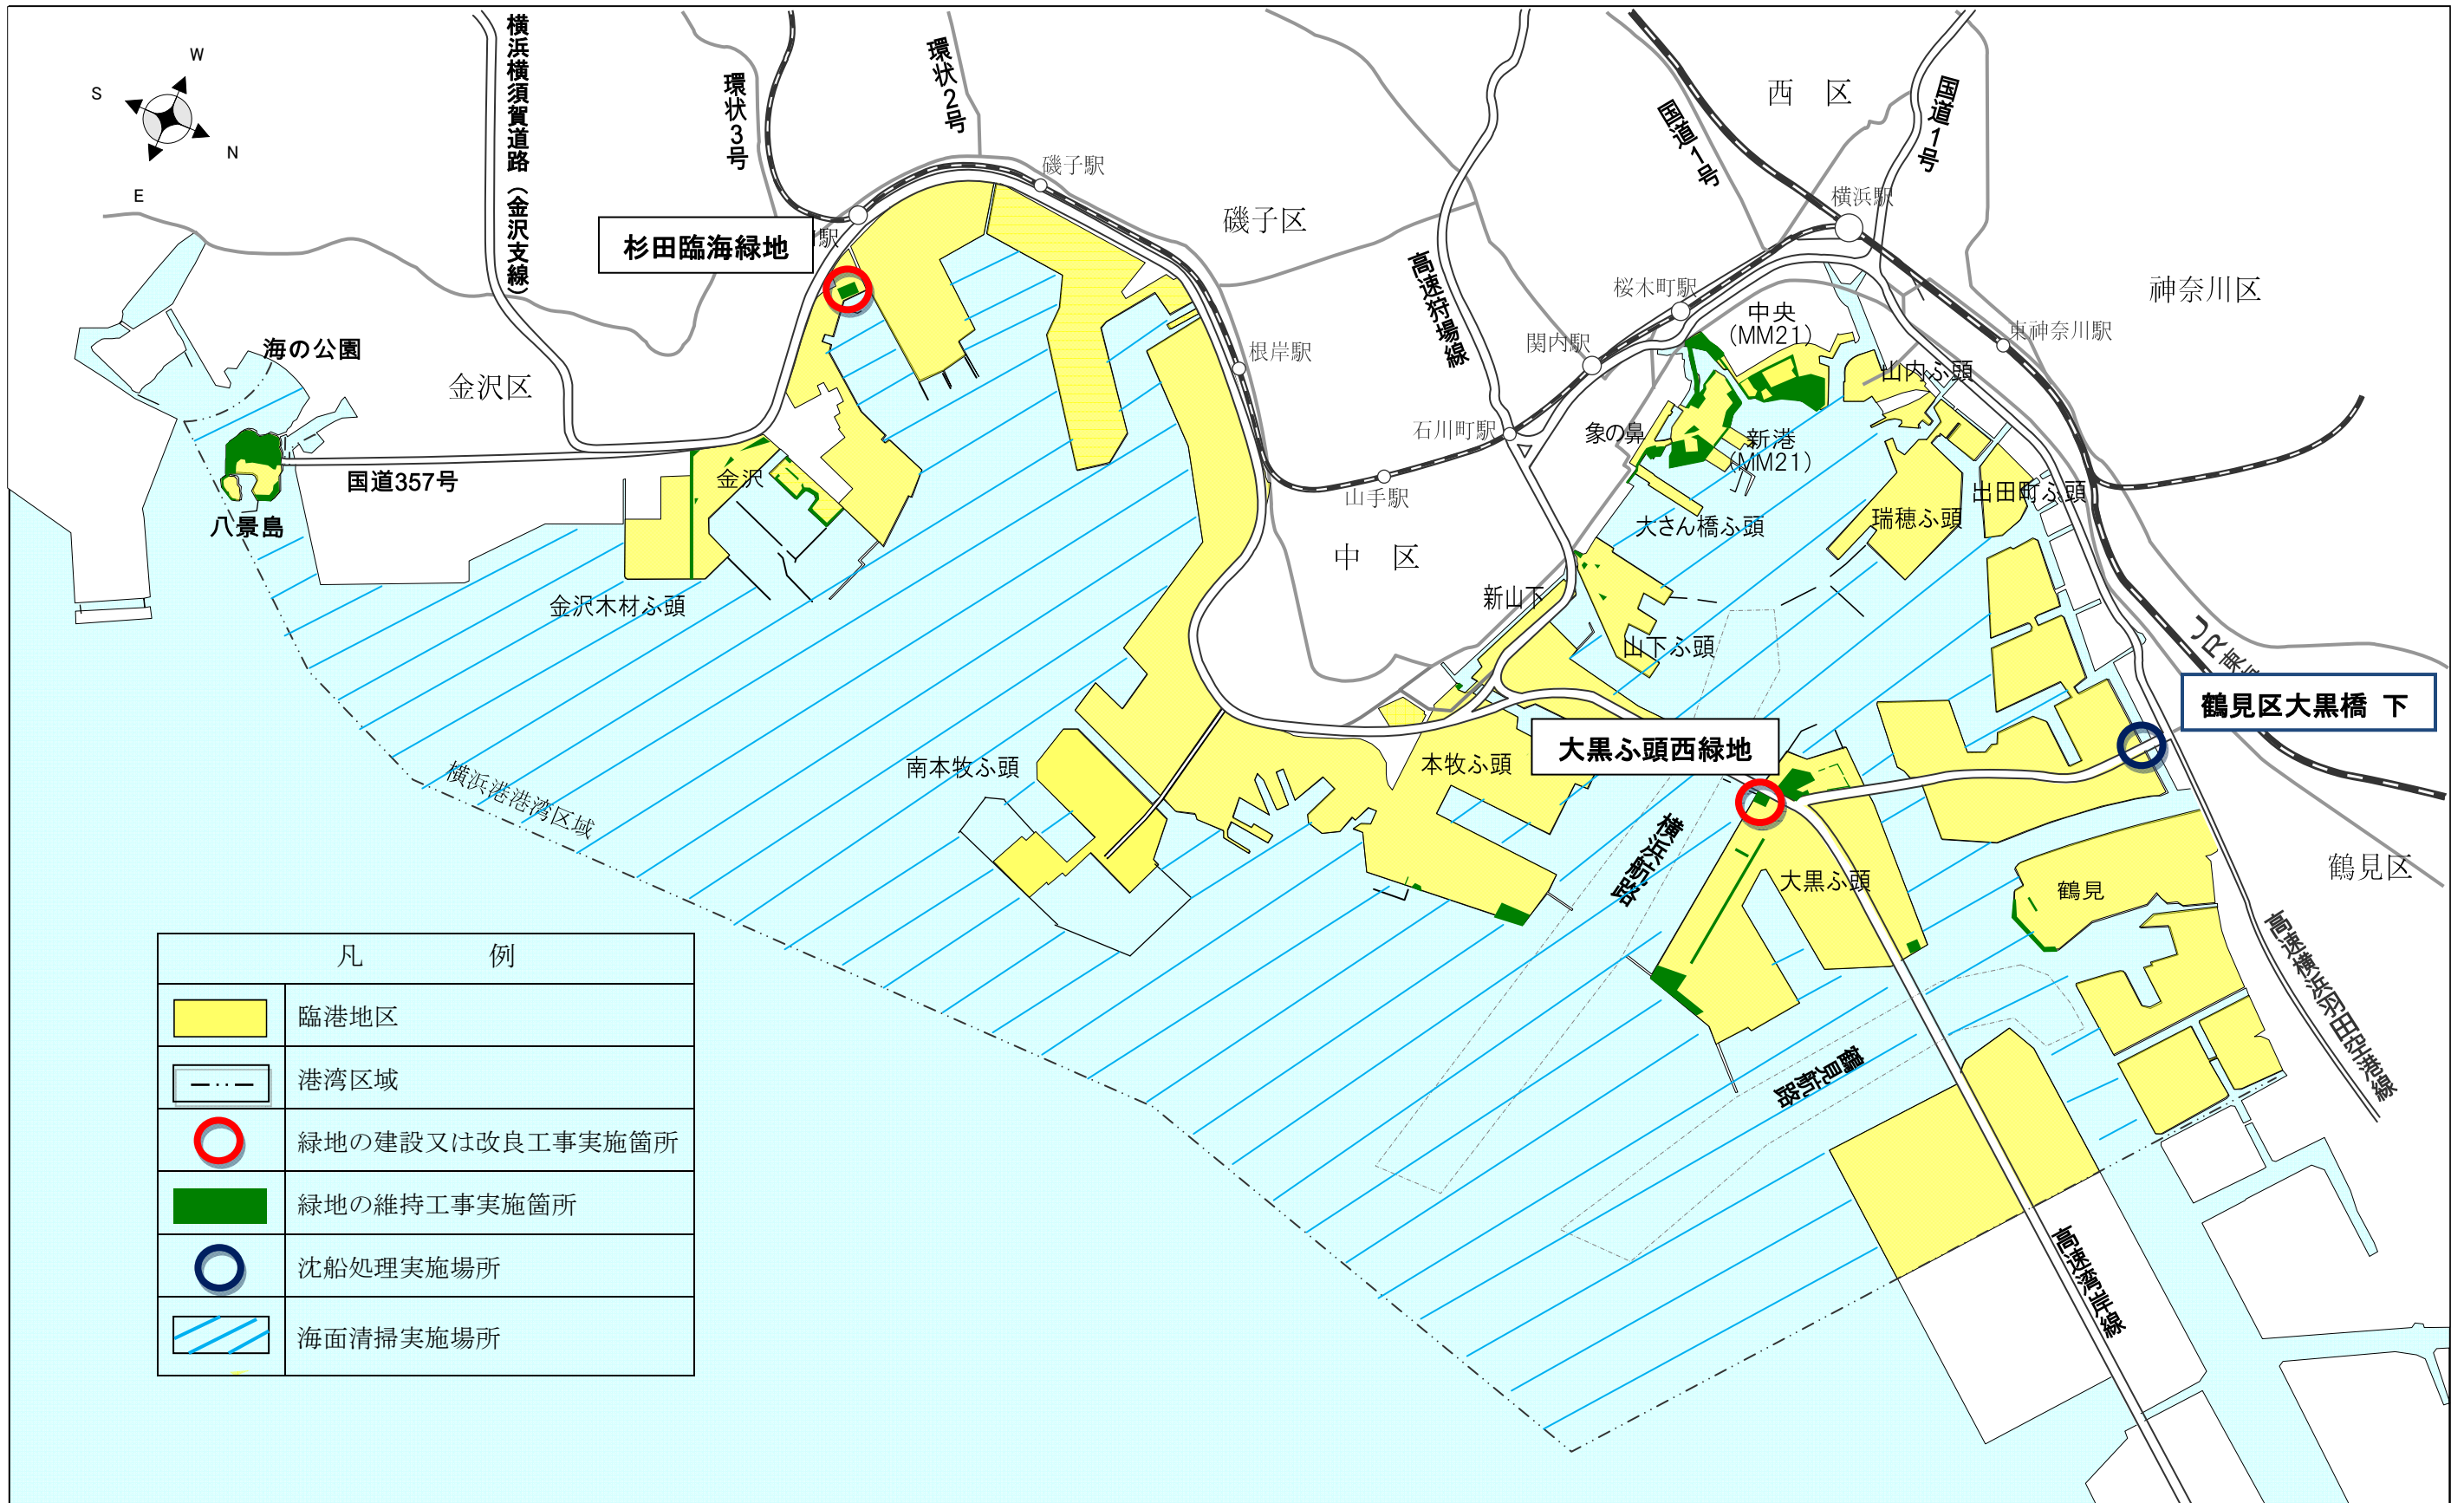 W
S
N
E
横浜横須賀道路（金沢支線）
環状3号
環状2号
磯子駅
杉田臨海緑地
駅
磯子区
高速狩場線
国道1号
西 区
国道1号
横浜駅
神奈川区
桜木町駅
中央
(MM21)
東神奈川駅
関内駅
山内ふ頭
海の公園
根岸駅
金沢区
石川町駅
象の鼻
新港
(MM21)
金沢
国道357号
山手駅
出田町ふ頭
瑞穂ふ頭
八景島
大さん橋ふ頭
中 区
金沢木材ふ頭
新山下
山下ふ頭
JR東
鶴見区大黒橋 下
大黒ふ頭西緑地
南本牧ふ頭
本牧ふ頭
横浜港港湾区域
横浜航路
大黒ふ頭
鶴見
鶴見区
高速横浜羽田空港線
鶴見航路
高速湾岸線
凡 例
臨港地区
港湾区域
緑地の建設又は改良工事実施箇所
緑地の維持工事実施箇所
沈船処理実施場所
海面清掃実施場所